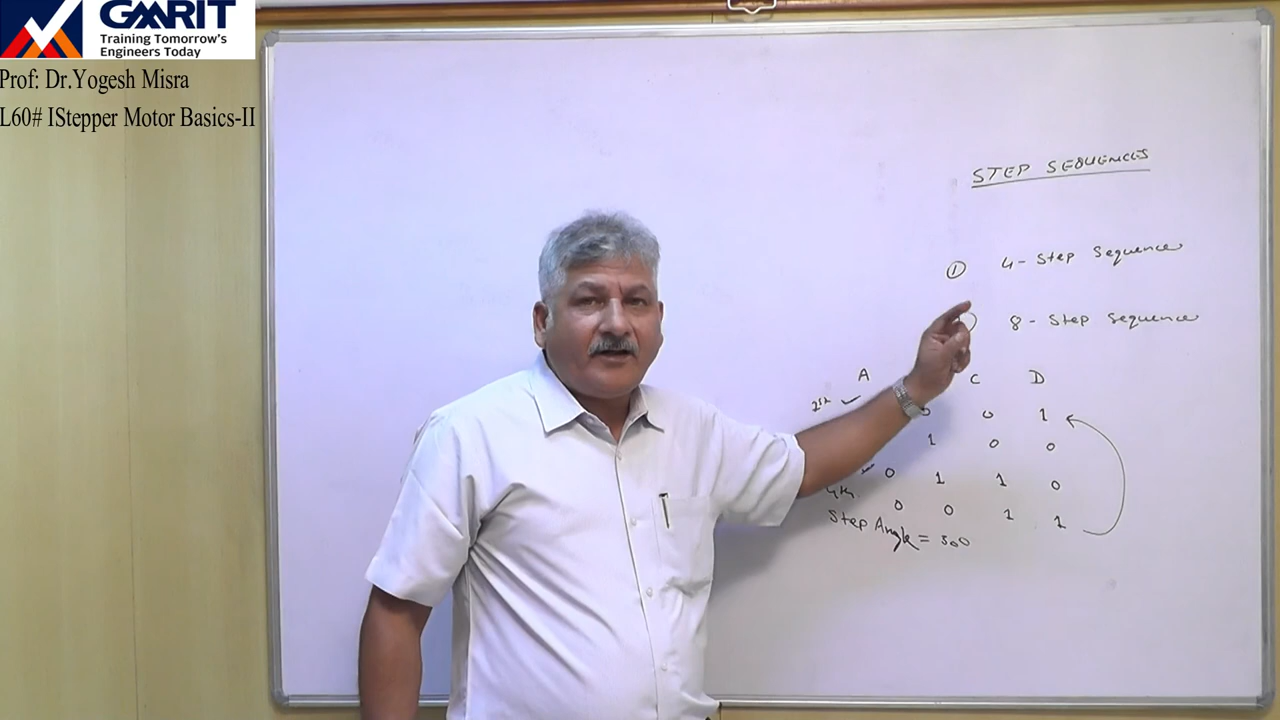 GMRIT
Training Tomorrow's
Engineers Today
Prof: Dr.Yogesh Misra
L60# IStepper Motor Basics-II
STEP SEQUENCES
① 4-Step Sequence
8-Step Sequence
A C D
0 0 1
1 0 0
0 1 1 0
4th 0 0 1 1
Step Angle = 300